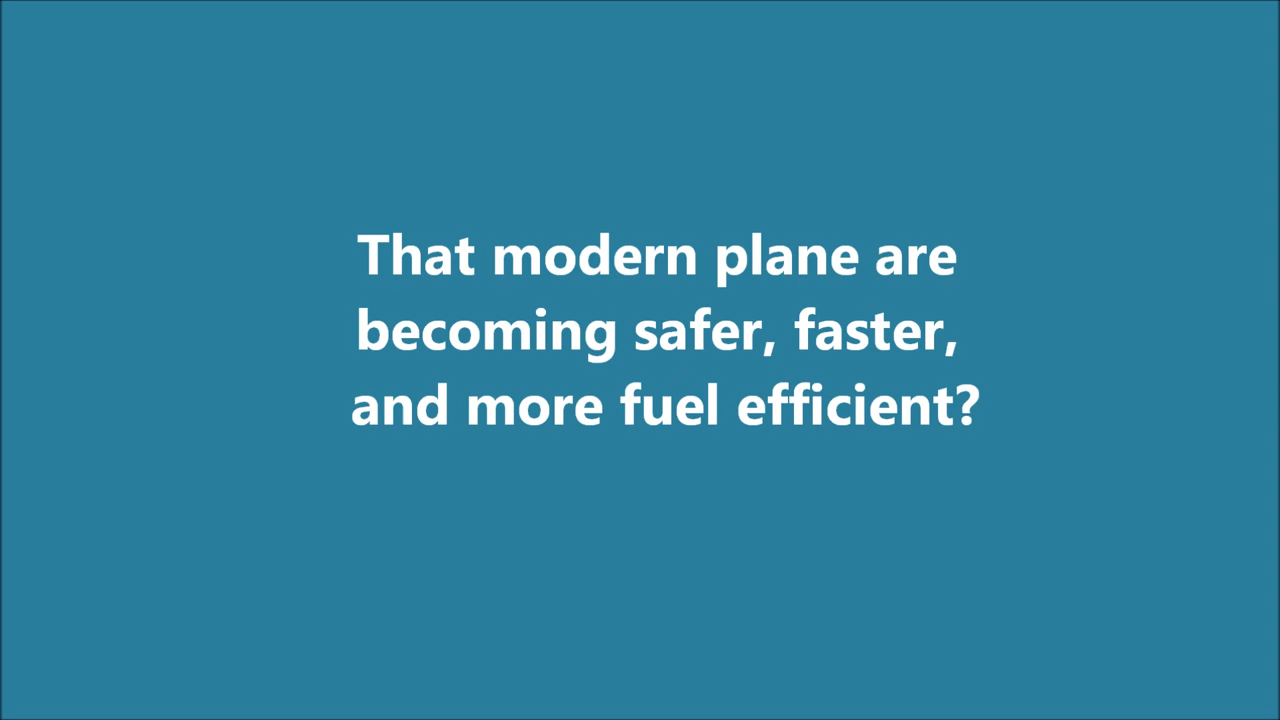 That modern plane are
becoming safer, faster,
and more fuel efficient?